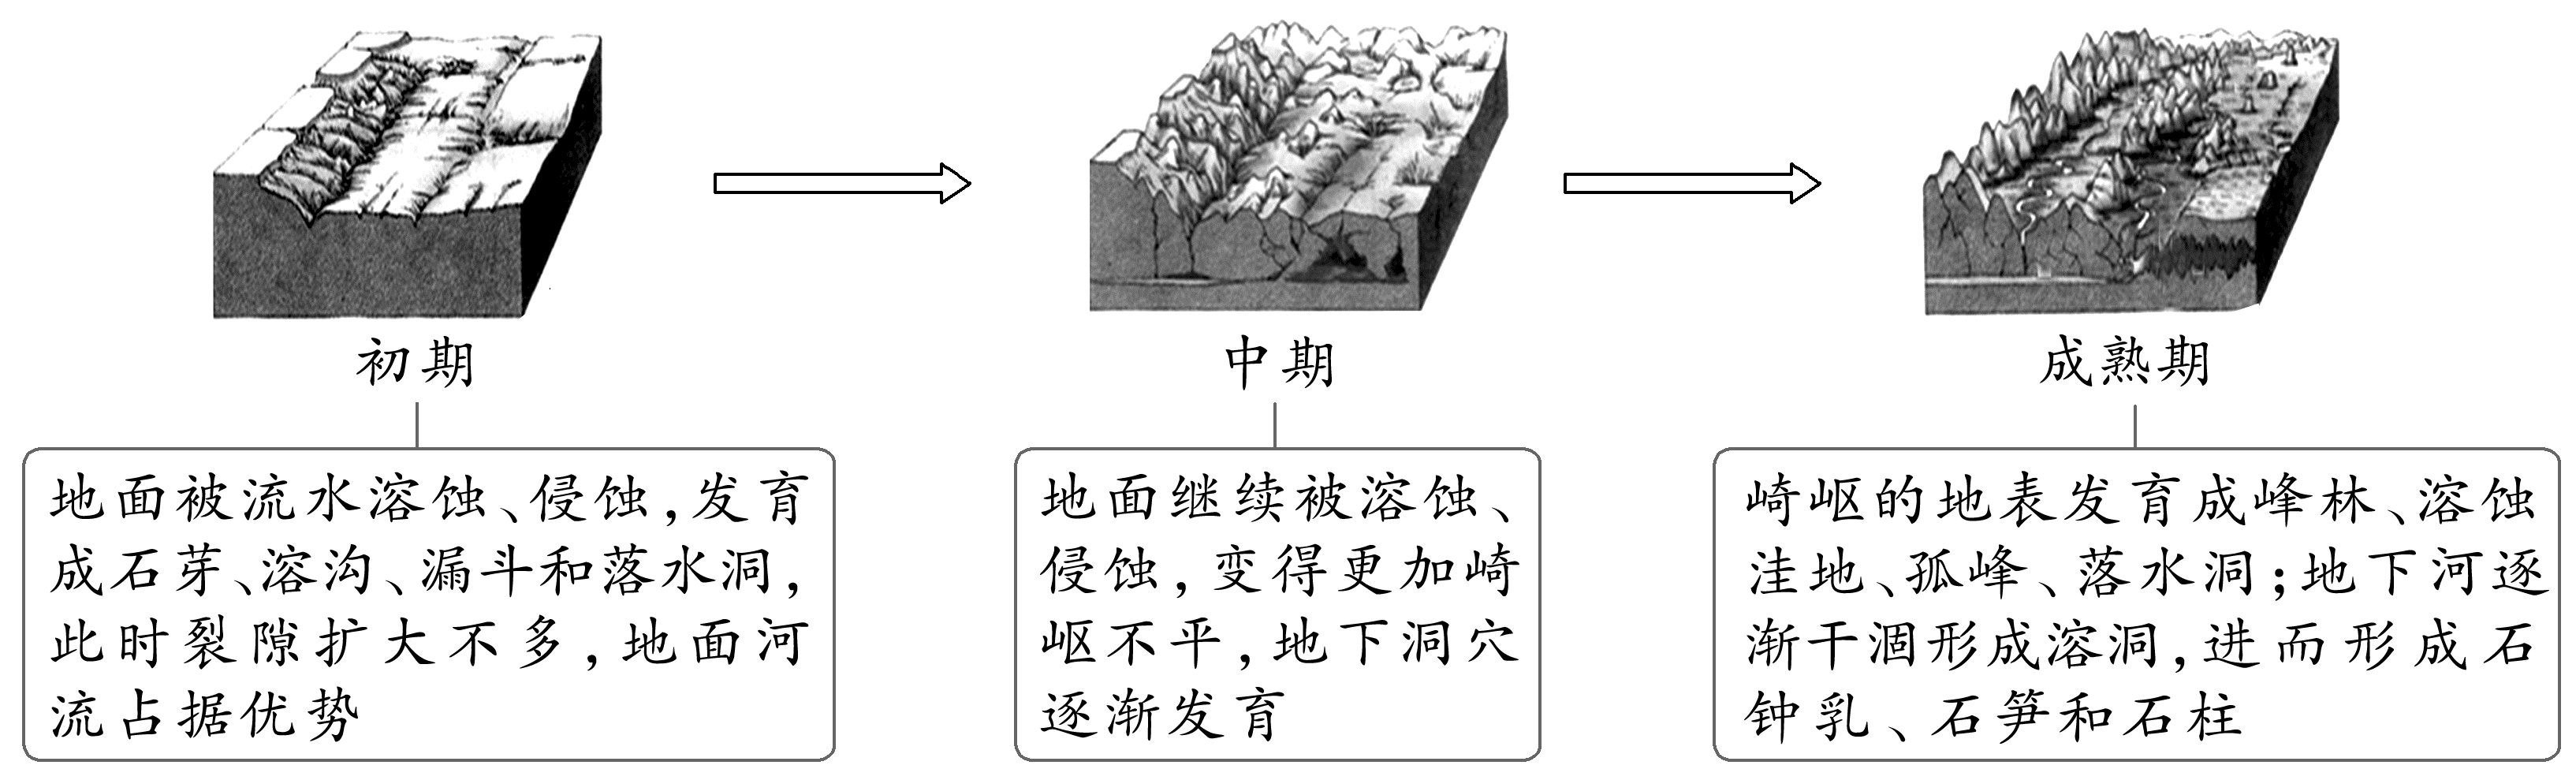 初期
中期
成熟期
地面被流水溶蚀、侵蚀,发育
成石芽、溶沟、漏斗和落水洞,
此时裂隙扩大不多,地面河
流占据优势
地面继续被溶蚀、
侵蚀,变得更加崎
岖不平,地下洞穴
逐渐发育
崎岖的地表发育成峰林、溶蚀
洼地、孤峰、落水洞;地下河逐
渐干涸形成溶洞,进而形成石
钟乳、石笋和石柱